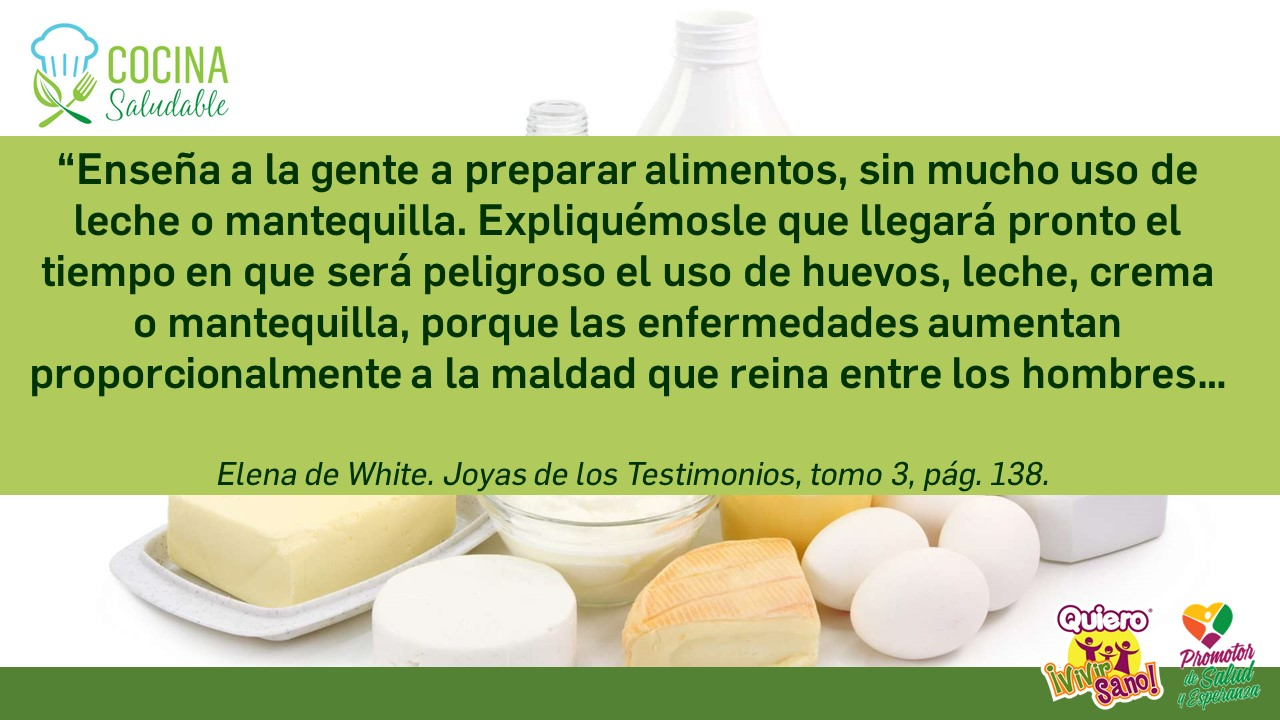 COCINA
Saludable
“Enseña a la gente a preparar alimentos, sin mucho uso de
leche o mantequilla. Expliquémosle que llegará pronto el
tiempo en que será peligroso el uso de huevos, leche, crema
o mantequilla, porque las enfermedades aumentan
proporcionalmente a la maldad que reina entre los hombres...
Elena de White. Joyas de los Testimonios, tomo 3, pág. 138.
Quiero
¡Vivir
Sano!
Promotor
de Salud
y Esperanza